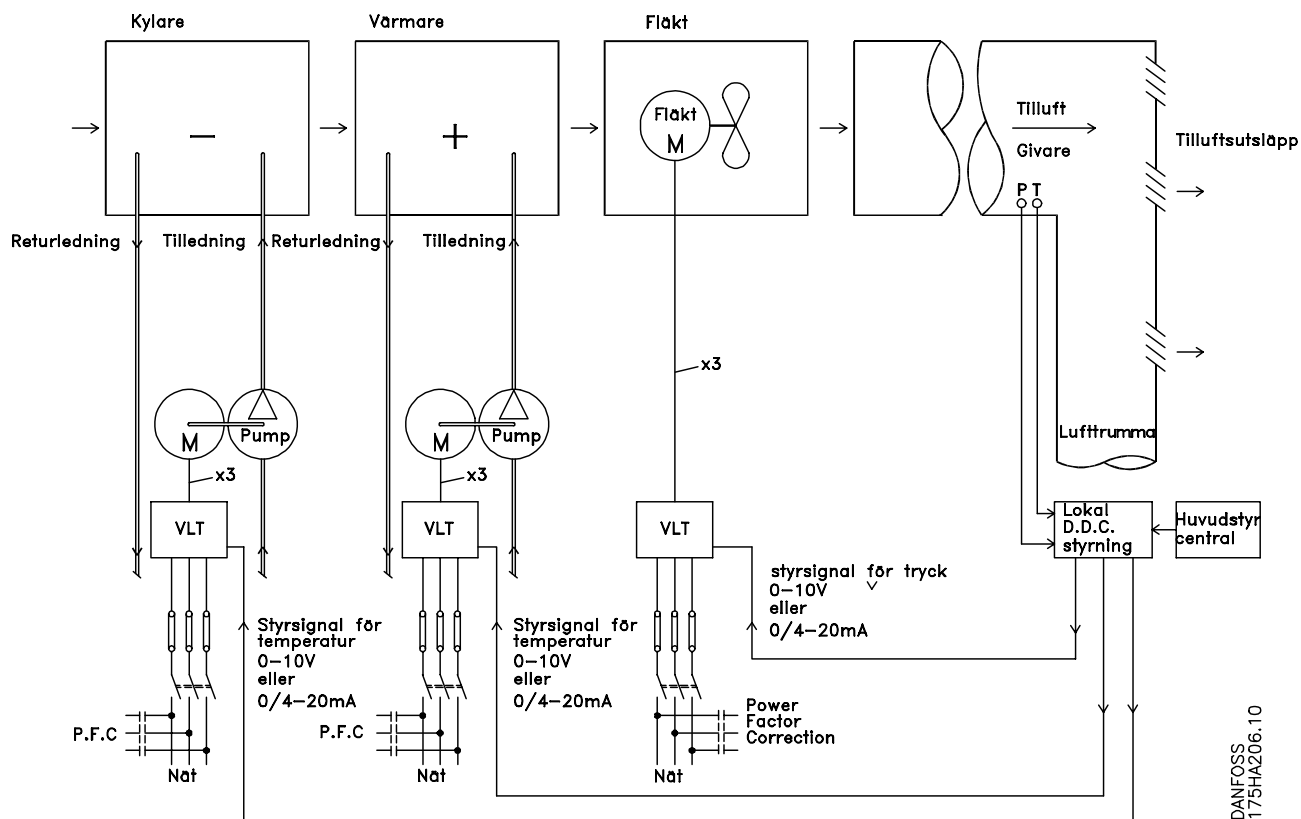 Kylare
Värmare
Fläkt
−
+
Fläkt
M
Tilluft
Givare
P T
Tilluftsutsläpp
Returledning
Tilledning
Returledning
Tilledning
x3
M
Pump
x3
M
Pump
x3
Lufttrumma
VLT
VLT
VLT
Lokal
D.D.C.
styrning
Huvudstyr
central
styrsignal för tryck
0–10V
eller
0/4–20mA
Styrsignal för
temperatur
0–10V
eller
0/4–20mA
Styrsignal för
temperatur
0–10V
eller
0/4–20mA
P.F.C
P.F.C
Power
Factor
Correction
Nät
Nät
Nät
DANFOSS
175HA206.10